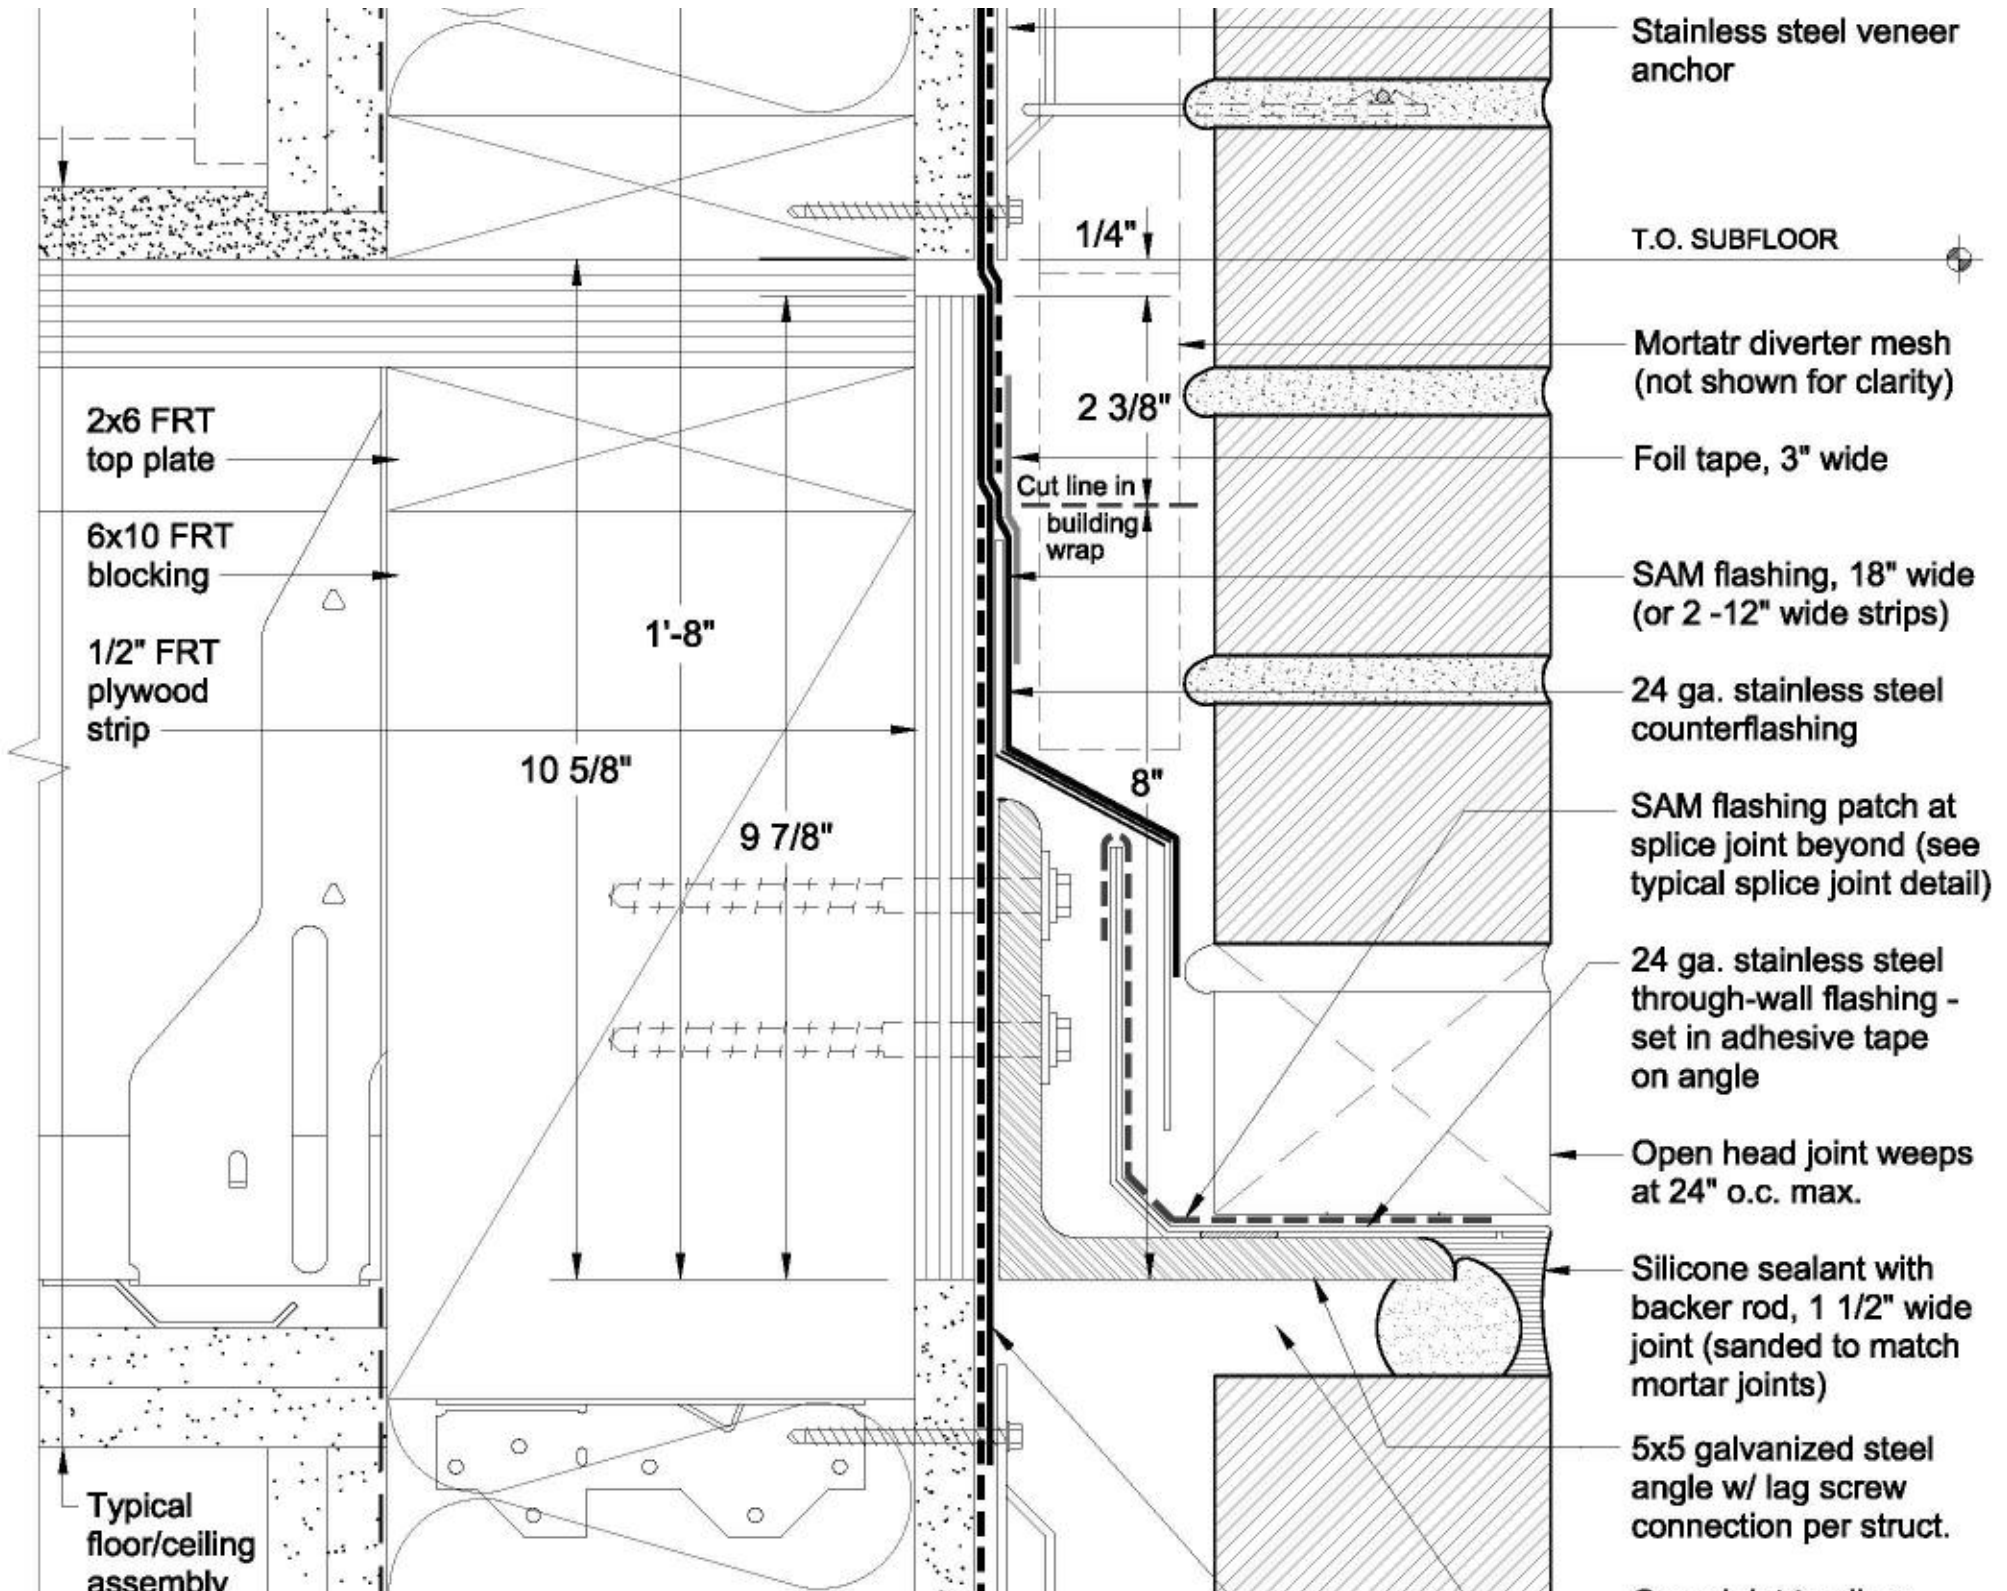 Stainless steel veneer
anchor
1/4"
T.O. SUBFLOOR
Mortatr diverter mesh
(not shown for clarity)
2x6 FRT
top plate
2 3/8"
Foil tape, 3" wide
Cut line in
building
wrap
6x10 FRT
blocking
SAM flashing, 18" wide
(or 2 -12" wide strips)
1/2" FRT
plywood
strip
1'-8"
24 ga. stainless steel
counterflashing
10 5/8"
8"
9 7/8"
SAM flashing patch at
splice joint beyond (see
typical splice joint detail)
24 ga. stainless steel
through-wall flashing -
set in adhesive tape
on angle
Open head joint weeps
at 24" o.c. max.
Silicone sealant with
backer rod, 1 1/2" wide
joint (sanded to match
mortar joints)
5x5 galvanized steel
angle w/ lag screw
connection per struct.
Typical
floor/ceiling
assembly